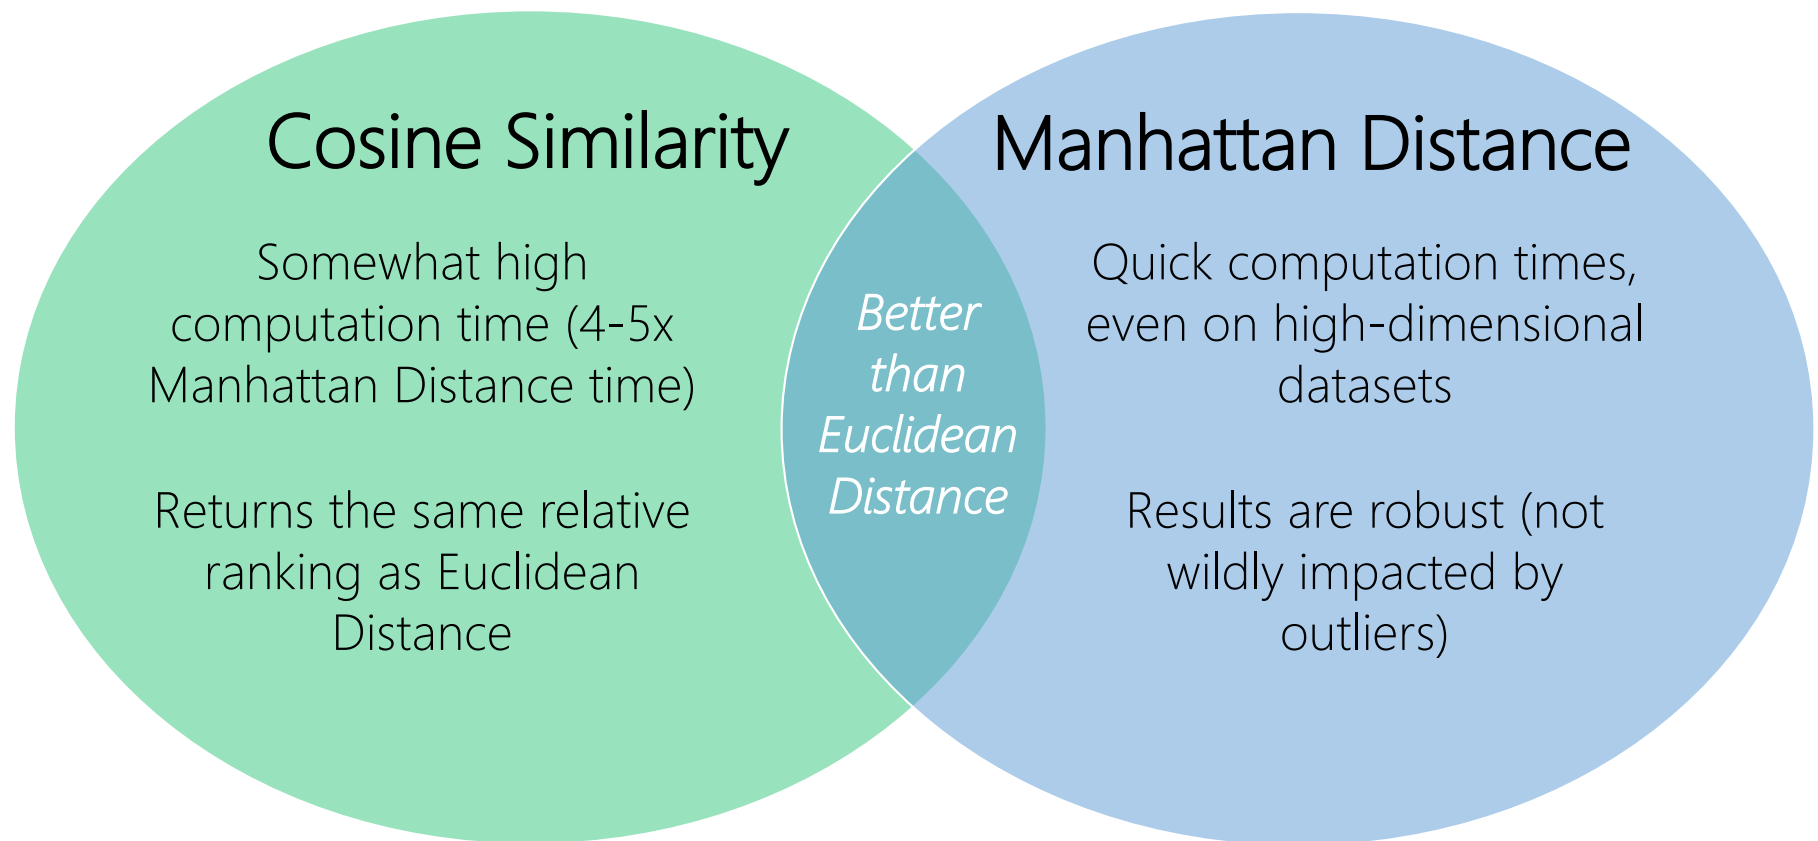 Cosine Similarity
Somewhat high
computation time (4-5x
Manhattan Distance time)
Returns the same relative
ranking as Euclidean
Distance
Better
than
Euclidean
Distance
Manhattan Distance
Quick computation times,
even on high-dimensional
datasets
Results are robust (not
wildly impacted by
outliers)